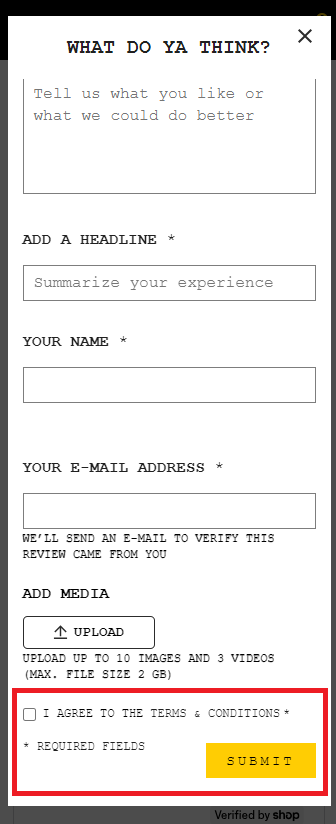 WHAT DO YA THINK?
Tell us what you like or
what we could do better
ADD A HEADLINE *
Summarize your experience
YOUR NAME *
YOUR E-MAIL ADDRESS *
WE'LL SEND AN E-MAIL TO VERIFY THIS
REVIEW CAME FROM YOU
ADD MEDIA
UPLOAD
UPLOAD UP TO 10 IMAGES AND 3 VIDEOS
(MAX. FILE SIZE 2 GB)
I AGREE TO THE TERMS & CONDITIONS *
* REQUIRED FIELDS
SUBMIT
Verified by shop